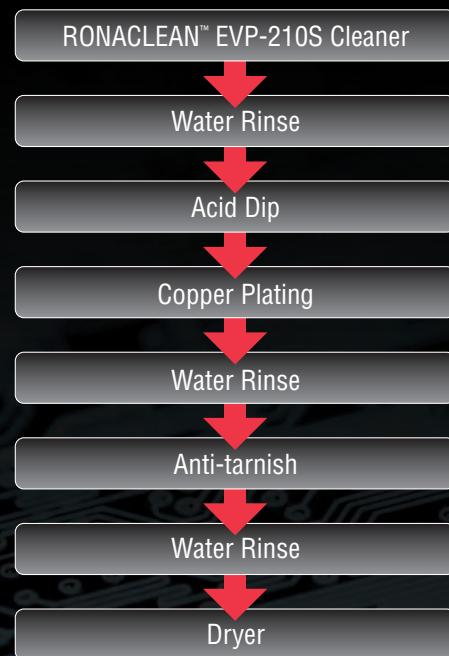 RONACLEAN™ EVP-210S Cleaner
Water Rinse
Acid Dip
Copper Plating
Water Rinse
Anti-tarnish
Water Rinse
Dryer